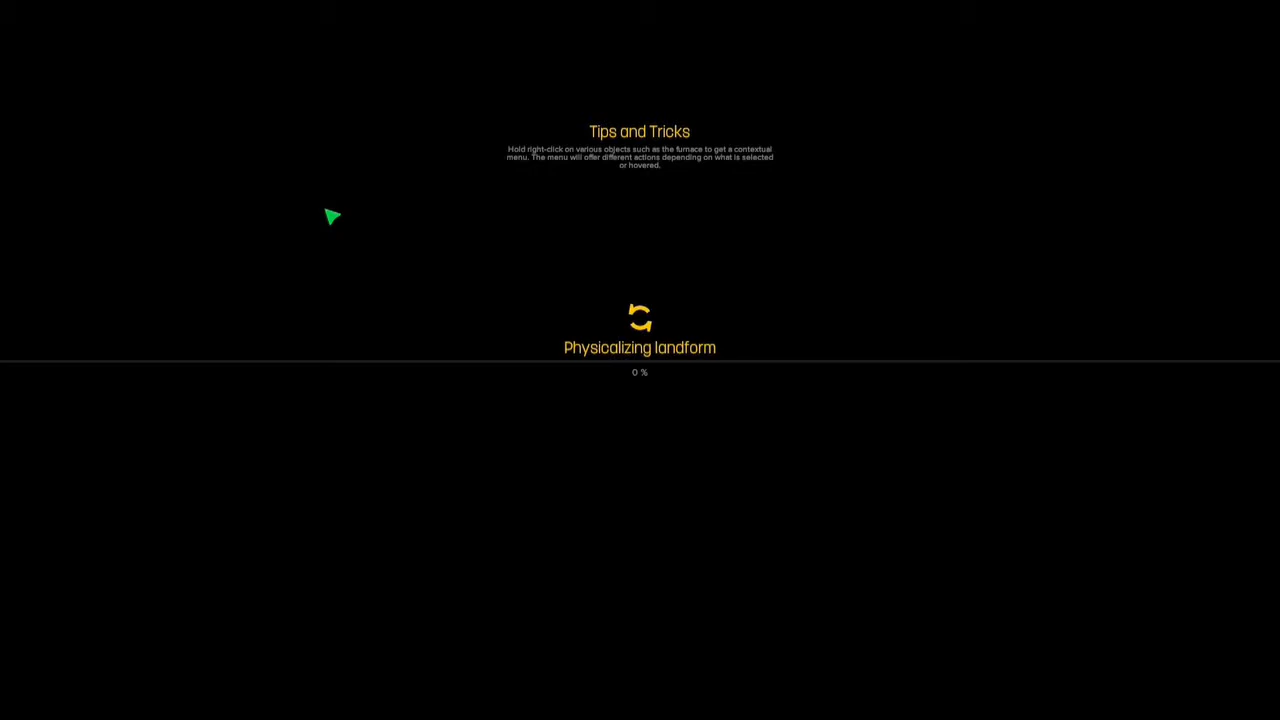 Tips and Tricks
Hold right-click on various objects such as the furnace to get a contextual
menu. The menu will offer different actions depending on what is selected
or hovered.
Physicalizing landform
0 %